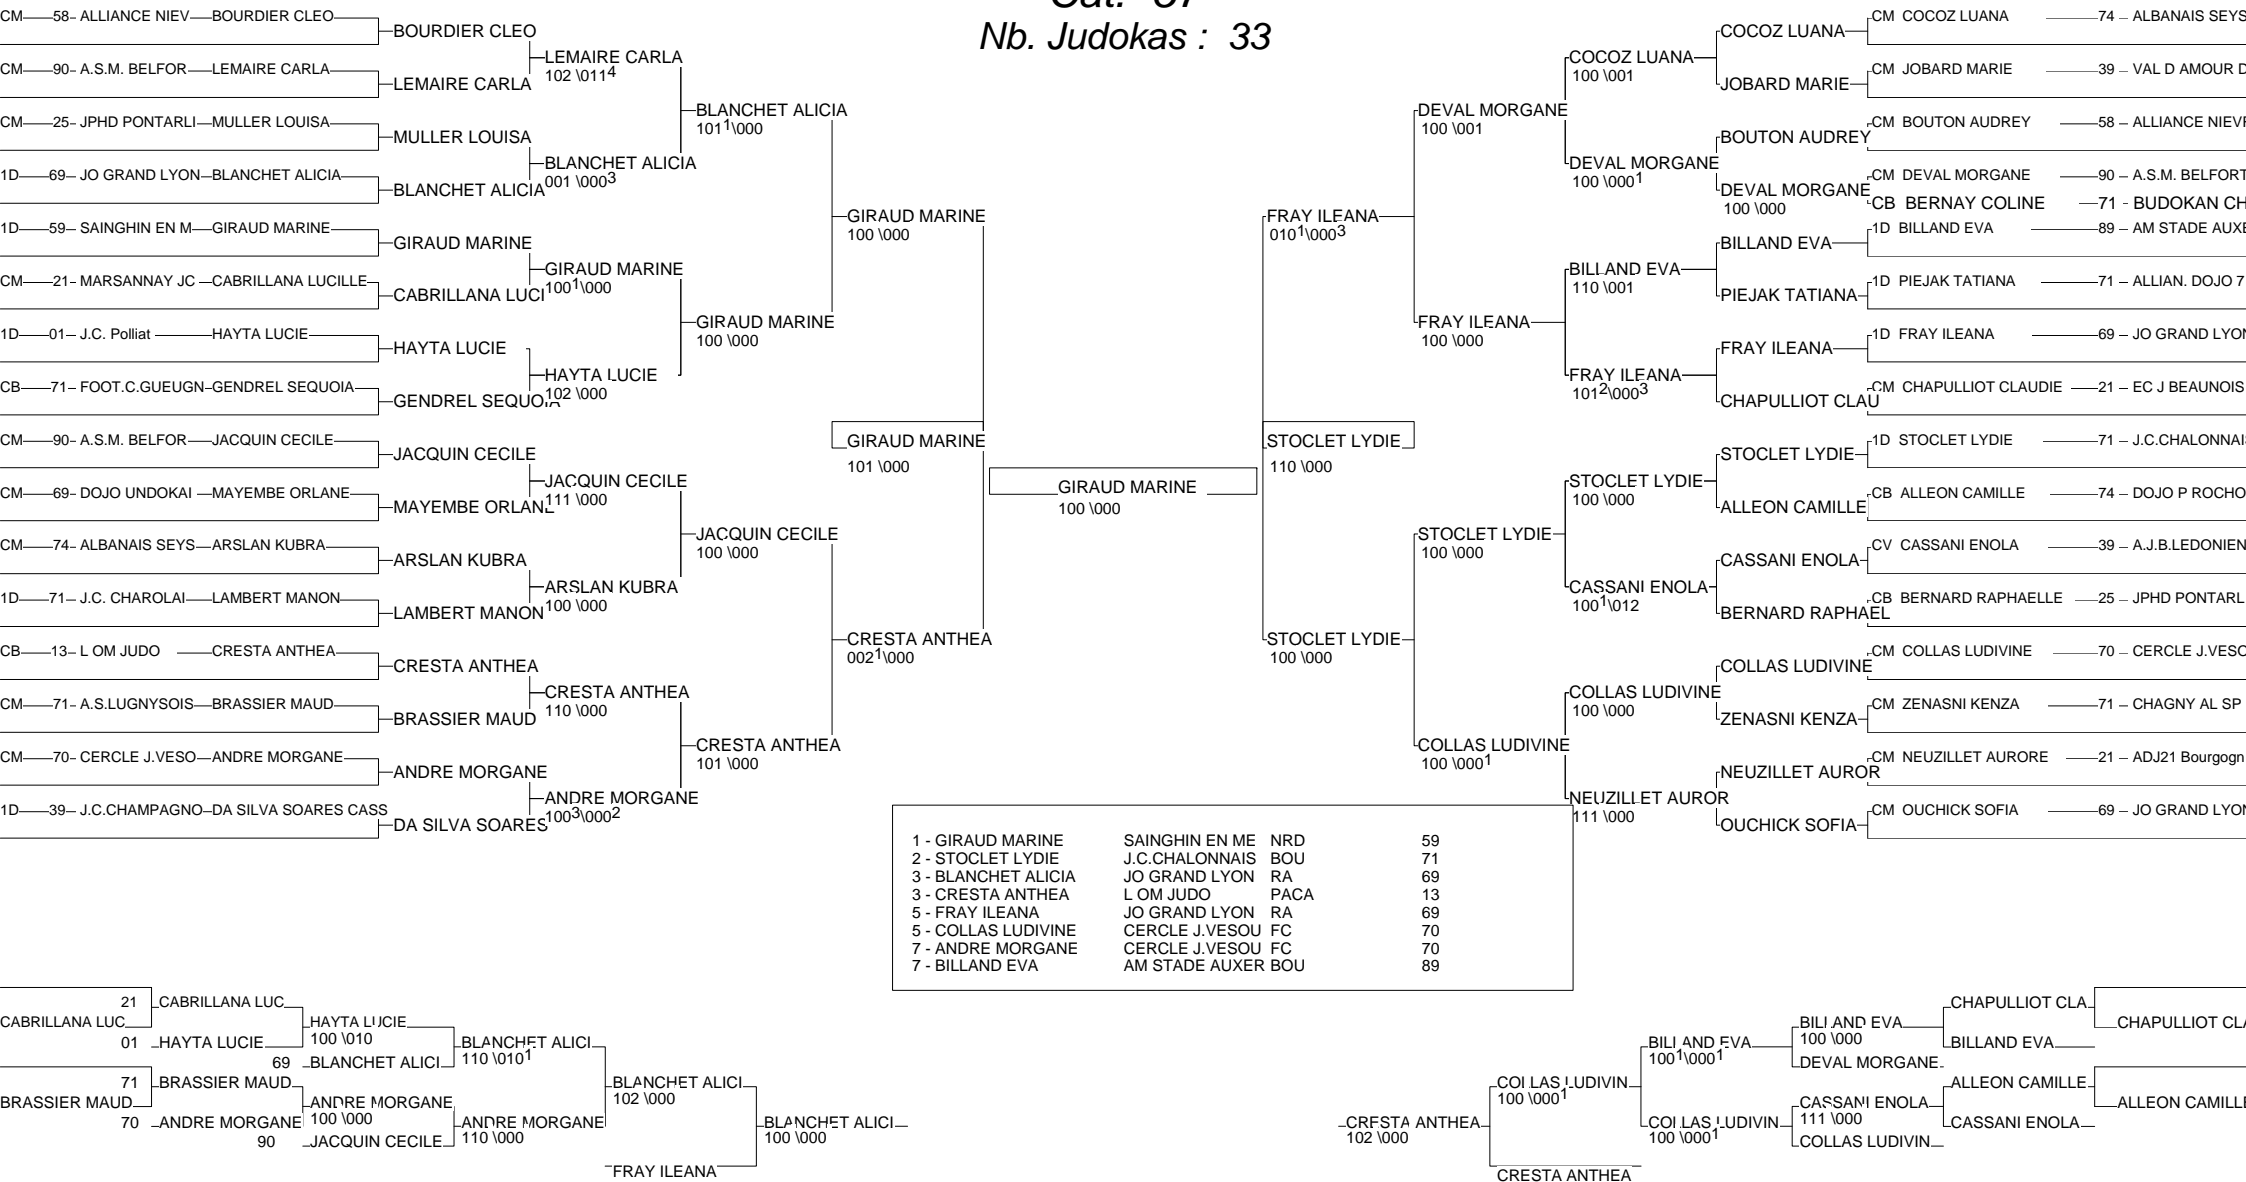 Nb. Judokas : 33
CM 58- ALLIANCE NIEV BOURDIER CLEO
BOURDIER CLEO
LEMAIRE CARLA
102 \011 4
CM 90- A.S.M. BELFOR LEMAIRE CARLA
LEMAIRE CARLA
BLANCHET ALICIA
101 1\000
CM 25- JPHD PONTARLI MULLER LOUISA
MULLER LOUISA
BLANCHET ALICIA
001 \000 3
1D 69- JO GRAND LYON BLANCHET ALICIA
BLANCHET ALICIA
GIRAUD MARINE
100 \000
1D 59- SAINGHIN EN M GIRAUD MARINE
GIRAUD MARINE
GIRAUD MARINE
100 1\000
CM 21- MARSANNAY JC CABRILLANA LUCILLE
CABRILLANA LUCI
GIRAUD MARINE
100 \000
1D 01- J.C. Polliat HAYTA LUCIE
HAYTA LUCIE
HAYTA LUCIE
102 \000
CB 71- FOOT.C.GUEUGN GENDREL SEQUOIA
GENDREL SEQUOIA
GIRAUD MARINE
101 \000
CM 90- A.S.M. BELFOR JACQUIN CECILE
JACQUIN CECILE
JACQUIN CECILE
111 \000
CM 69- DOJO UNDOKAI MAYEMBE ORLANE
MAYEMBE ORLANE
JACQUIN CECILE
100 \000
CM 74- ALBANAIS SEYS ARSLAN KUBRA
ARSLAN KUBRA
ARSLAN KUBRA
100 \000
1D 71- J.C. CHAROLAI LAMBERT MANON
LAMBERT MANON
CRESTA ANTHEA
002 1\000
CB 13- L OM JUDO CRESTA ANTHEA
CRESTA ANTHEA
CRESTA ANTHEA
110 \000
CM 71- A.S.LUGNYSOIS BRASSIER MAUD
BRASSIER MAUD
CRESTA ANTHEA
101 \000
CM 70- CERCLE J.VESO ANDRE MORGANE
ANDRE MORGANE
ANDRE MORGANE
100 3\000 2
1D 39- J.C.CHAMPAGNO DA SILVA SOARES CASS
DA SILVA SOARES
GIRAUD MARINE
100 \000
COCOZ LUANA
CM COCOZ LUANA 74 - ALBANAIS SEYS
COCOZ LUANA
100 \001
JOBARD MARIE
CM JOBARD MARIE 39 - VAL D AMOUR D
DEVAL MORGANE
100 \001
BOUTON AUDREY
CM BOUTON AUDREY 58 - ALLIANCE NIEV
DEVAL MORGANE
100 \000 1
DEVAL MORGANE
100 \000
CM DEVAL MORGANE 90 - A.S.M. BELFORT
CB BERNAY COLINE 71 - BUDOKAN CH
FRAY ILEANA
010 1\000 3
BILLAND EVA
1D BILLAND EVA 89 - AM STADE AUXE
BILLAND EVA
110 \001
PIEJAK TATIANA
1D PIEJAK TATIANA 71 - ALLIAN. DOJO 7
FRAY ILEANA
100 \000
FRAY ILEANA
1D FRAY ILEANA 69 - JO GRAND LYON
FRAY ILEANA
101 2\000 3
CHAPULLIOT CLAU
CM CHAPULLIOT CLAUDIE 21 - EC J BEAUNOIS
STOCLET LYDIE
110 \000
STOCLET LYDIE
1D STOCLET LYDIE 71 - J.C.CHALONNAIS
STOCLET LYDIE
100 \000
ALLEON CAMILLE
CB ALLEON CAMILLE 74 - DOJO P ROCHO
STOCLET LYDIE
100 \000
CASSANI ENOLA
CV CASSANI ENOLA 39 - A.J.B.LEDONIEN
CASSANI ENOLA
100 1\012
BERNARD RAPHAEL
CB BERNARD RAPHAELLE 25 - JPHD PONTARL
STOCLET LYDIE
100 \000
COLLAS LUDIVINE
CM COLLAS LUDIVINE 70 - CERCLE J.VESO
COLLAS LUDIVINE
100 \000
ZENASNI KENZA
CM ZENASNI KENZA 71 - CHAGNY AL SP
COLLAS LUDIVINE
100 \000 1
NEUZILLET AUROR
CM NEUZILLET AURORE 21 - ADJ21 Bourgogn
NEUZILLET AUROR
111 \000
OUCHICK SOFIA
CM OUCHICK SOFIA 69 - JO GRAND LYON
1 - GIRAUD MARINE SAINGHIN EN ME NRD 59
2 - STOCLET LYDIE J.C.CHALONNAIS BOU 71
3 - BLANCHET ALICIA JO GRAND LYON RA 69
3 - CRESTA ANTHEA L OM JUDO PACA 13
5 - FRAY ILEANA JO GRAND LYON RA 69
5 - COLLAS LUDIVINE CERCLE J.VESOU FC 70
7 - ANDRE MORGANE CERCLE J.VESOU FC 70
7 - BILLAND EVA AM STADE AUXER BOU 89
21 CABRILLANA LUC
CABRILLANA LUC
HAYTA LUCIE
100 \010
01 HAYTA LUCIE
BLANCHET ALICI
110 \010 1
69 BLANCHET ALICI
71 BRASSIER MAUD
BLANCHET ALICI
102 \000
BRASSIER MAUD
ANDRE MORGANE
100 \000
70 ANDRE MORGANE
ANDRE MORGANE
110 \000
BLANCHET ALICI
100 \000
90 JACQUIN CECILE
FRAY ILEANA
CHAPULLIOT CLA
BILLAND EVA
100 \000
CHAPULLIOT CLA
BILLAND EVA
100 1\000 1
BILLAND EVA
DEVAL MORGANE
COLLAS LUDIVIN
100 \000 1
ALLEON CAMILLE
CASSANI ENOLA
111 \000
ALLEON CAMILLE
CRESTA ANTHEA
102 \000
COLLAS LUDIVIN
100 \000 1
CASSANI ENOLA
COLLAS LUDIVIN
CRESTA ANTHEA